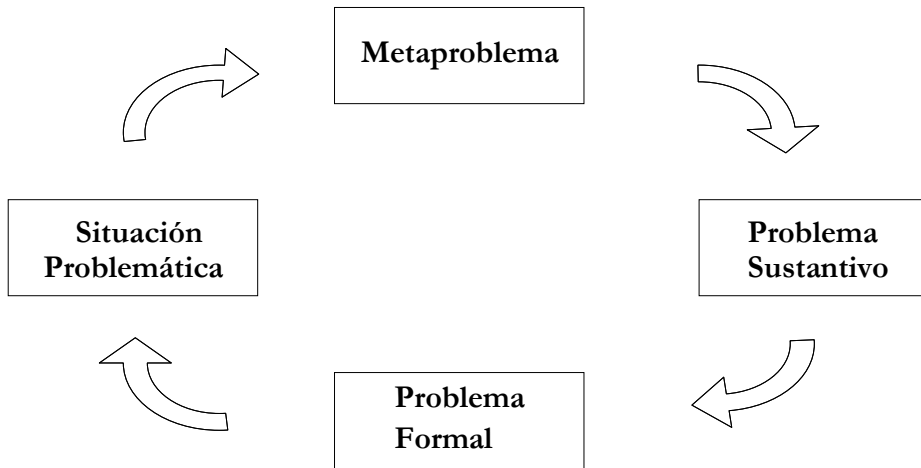 Metaproblema
Situación
Problemática
Problema
Sustantivo
Problema
Formal